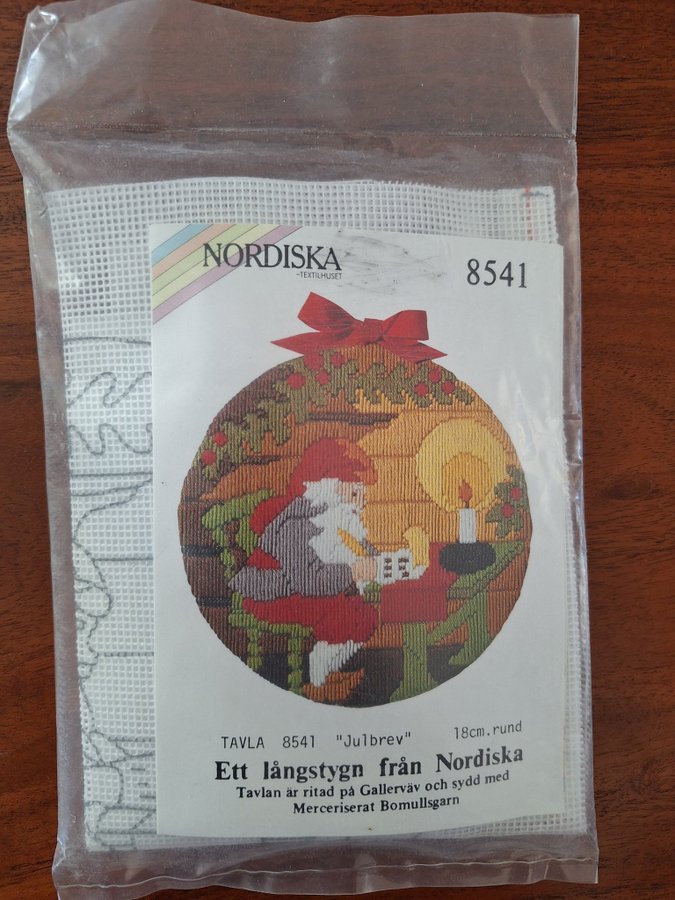 NORDISKA
-TEXTILHUSET
8541
TAVLA 8541 "Julbrev" 18cm.rund
Ett långstygn från Nordiska
Tavlan är ritad på Gallerväv och sydd med
Merceriserat Bomullsgarn